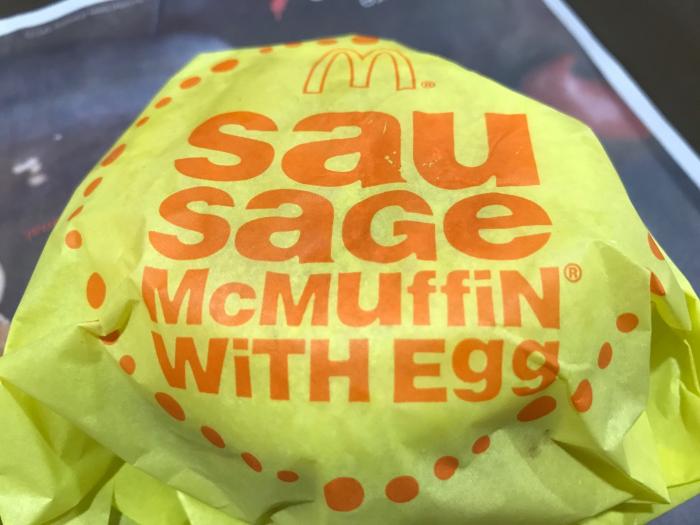 sau
saGe
McMUffiN®
WiTH Egg